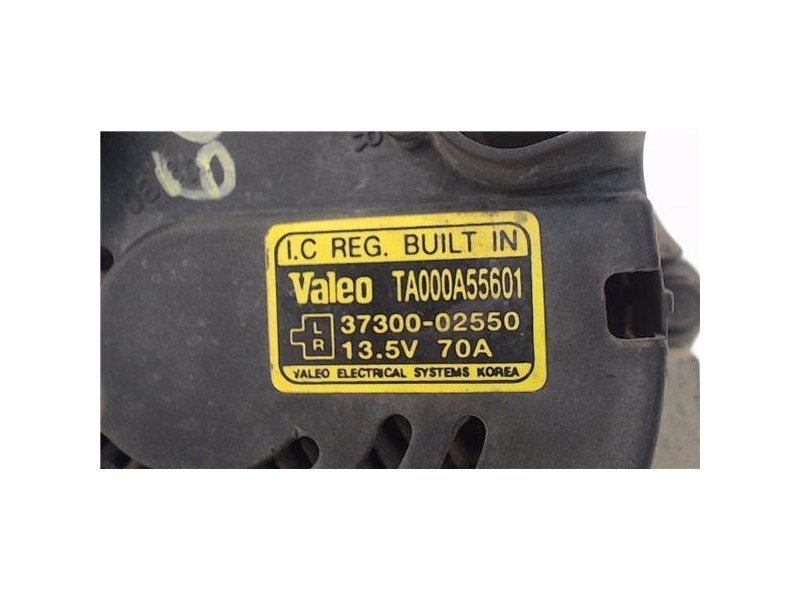 I.C REG. BUILT IN
Valeo TA000A55601
L 37300-02550
R 13.5V 70A
VALEO ELECTRICAL SYSTEMS KOREA